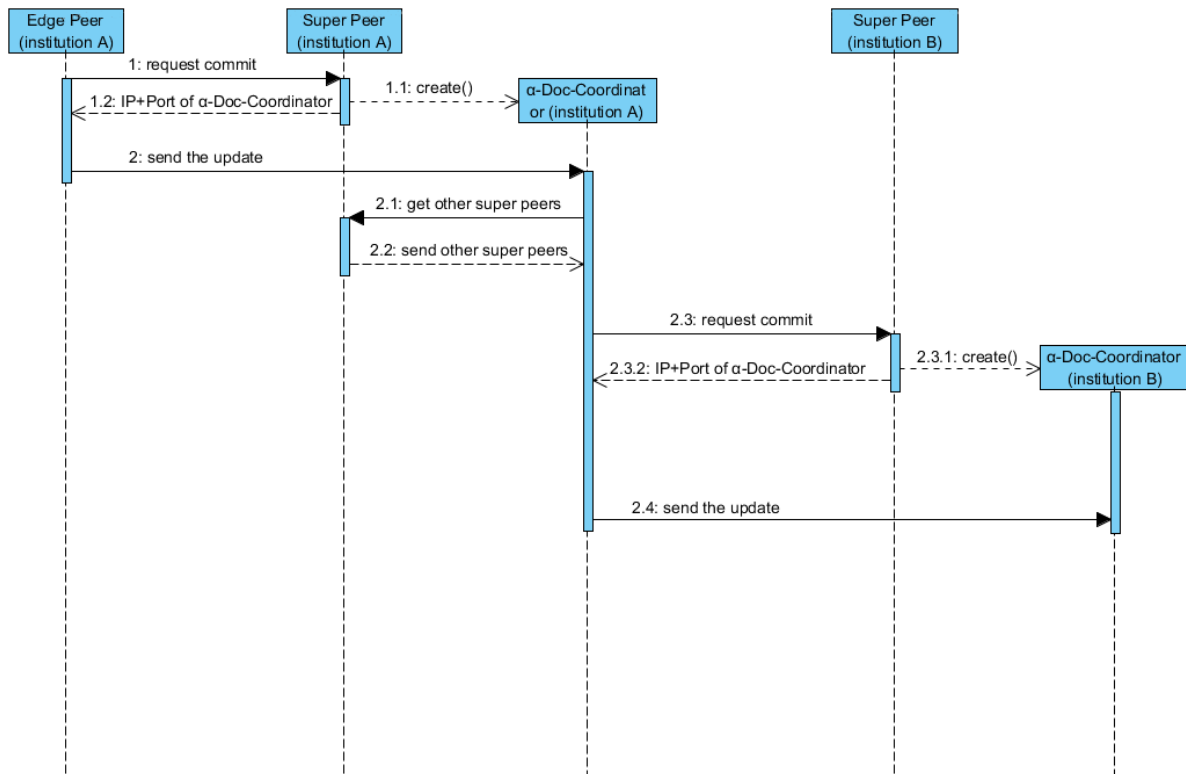 Edge Peer
(institution A)
Super Peer
(institution A)
Super Peer
(institution B)
1: request commit
1.1: create()
α-Doc-Coordinat
or (institution A)
1.2: IP+Port of α-Doc-Coordinator
2: send the update
2.1: get other super peers
2.2: send other super peers
2.3: request commit
2.3.1: create()
α-Doc-Coordinator
(institution B)
2.3.2: IP+Port of α-Doc-Coordinator
2.4: send the update